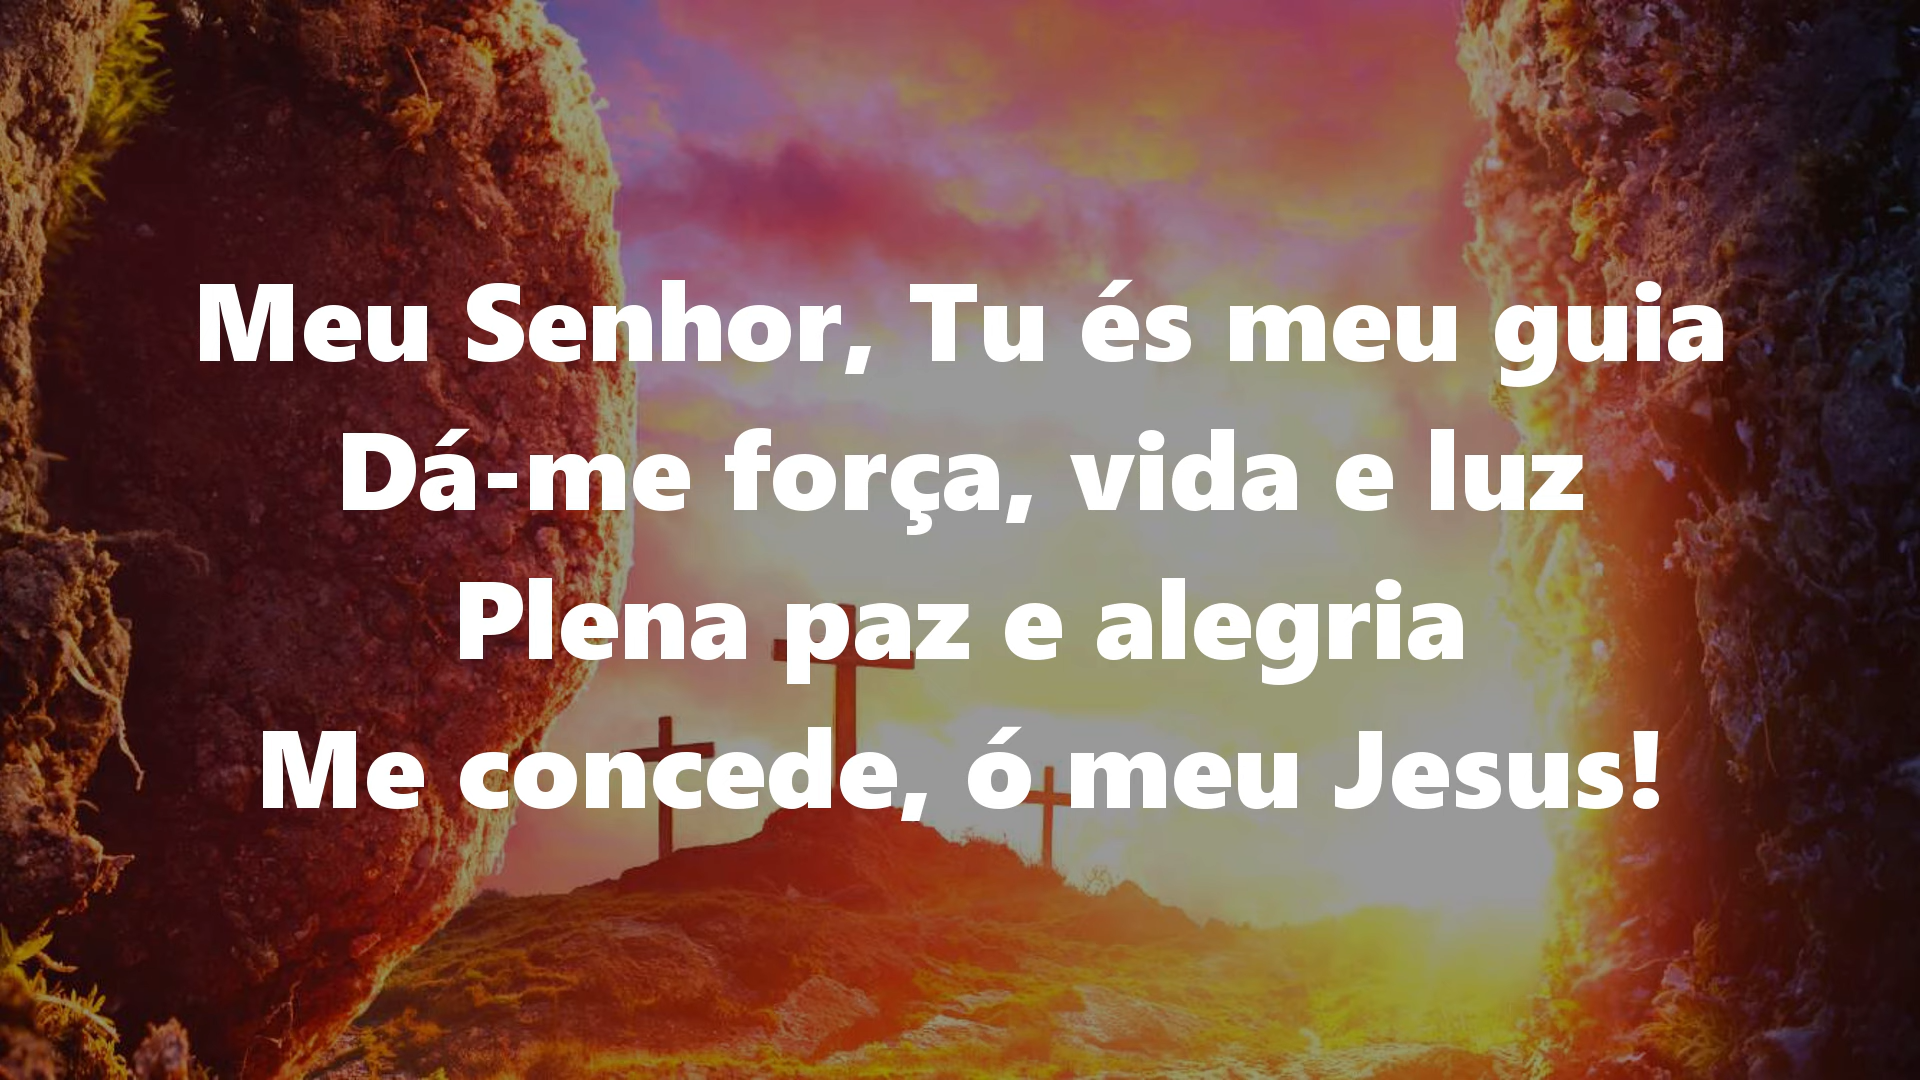 Meu Senhor, Tu és meu guia
Dá-me força, vida e luz
Plena paz e alegria
Me concede, ó meu Jesus!